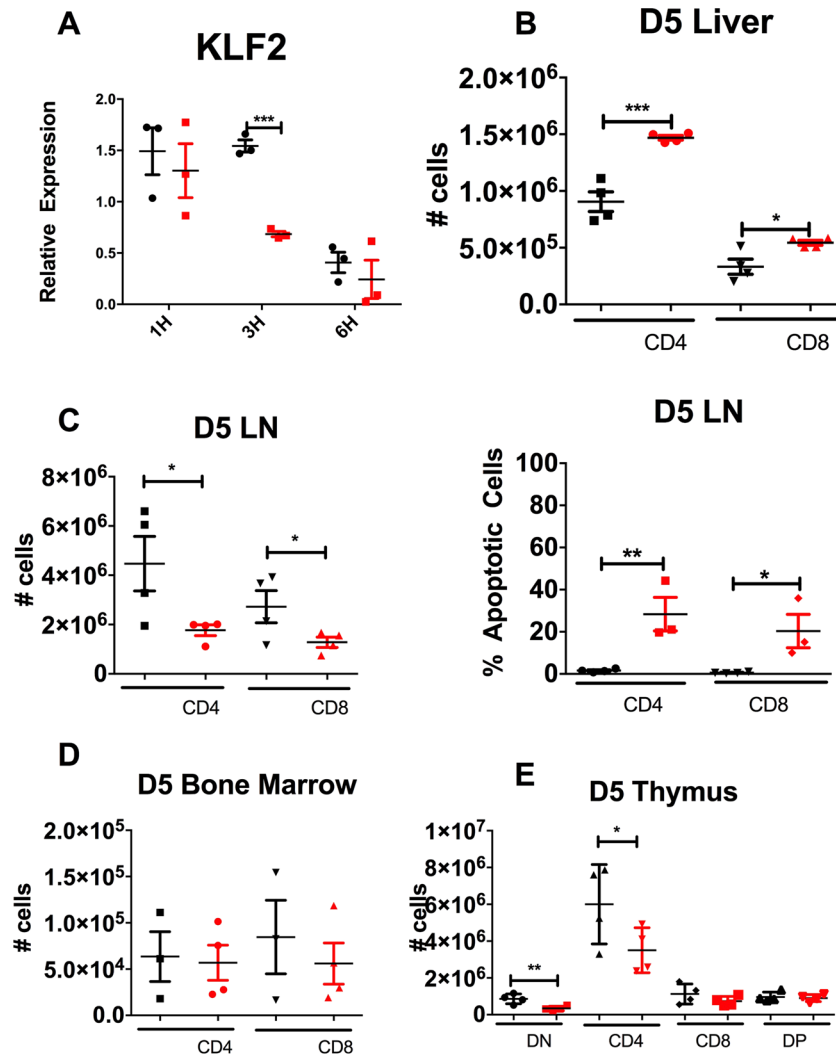 A
KLF2
Relative Expression
2.0
1.5
1.0
0.5
0.0
***
1H
3H
6H
B
D5 Liver
# cells
2.0×10⁶
1.5×10⁶
1.0×10⁶
5.0×10⁵
0
***
*
CD4
CD8
C
D5 LN
# cells
8×10⁶
6×10⁶
4×10⁶
2×10⁶
0
*
*
CD4
CD8
D5 LN
% Apoptotic Cells
100
80
60
40
20
0
**
*
CD4
CD8
D
D5 Bone Marrow
# cells
2.0×10⁵
1.5×10⁵
1.0×10⁵
5.0×10⁴
0
CD4
CD8
E
D5 Thymus
# cells
1×10⁷
8×10⁶
6×10⁶
4×10⁶
2×10⁶
0
**
*
DN
CD4
CD8
DP